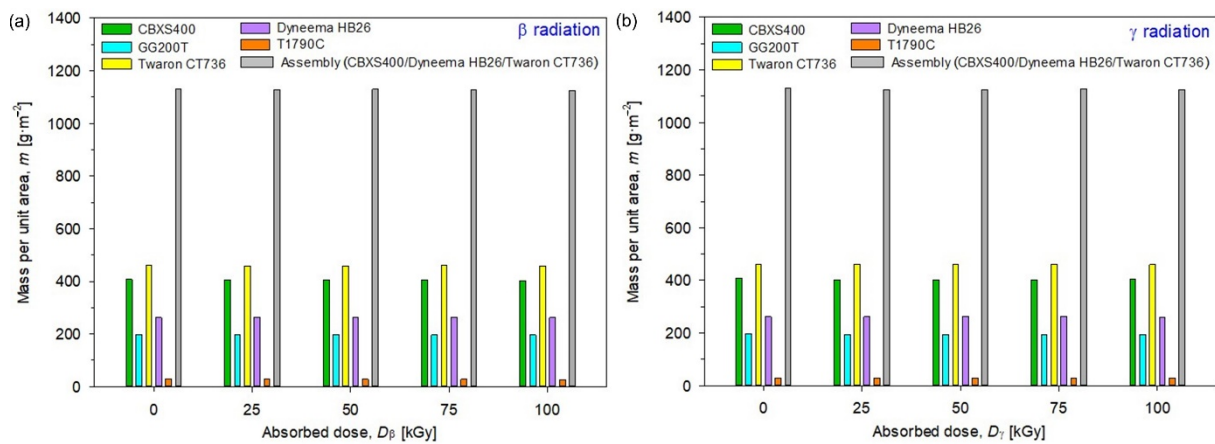 (a)
1400
1200
1000
800
600
400
200
0
Mass per unit area, m [g·m⁻²]
CBXS400
GG200T
Twaron CT736
Dyneema HB26
T1790C
Assembly (CBXS400/Dyneema HB26/Twaron CT736)
β radiation
0 25 50 75 100
Absorbed dose, Dβ [kGy]
(b)
1400
1200
1000
800
600
400
200
0
Mass per unit area, m [g·m⁻²]
CBXS400
GG200T
Twaron CT736
Dyneema HB26
T1790C
Assembly (CBXS400/Dyneema HB26/Twaron CT736)
γ radiation
0 25 50 75 100
Absorbed dose, Dγ [kGy]